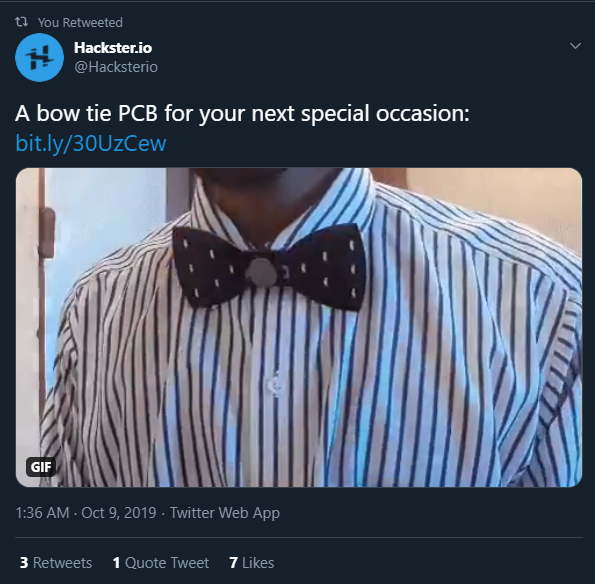 You Retweeted
Hackster.io
@Hacksterio
A bow tie PCB for your next special occasion:
bit.ly/30UzCew
GIF
1:36 AM · Oct 9, 2019 · Twitter Web App
3 Retweets 1 Quote Tweet 7 Likes